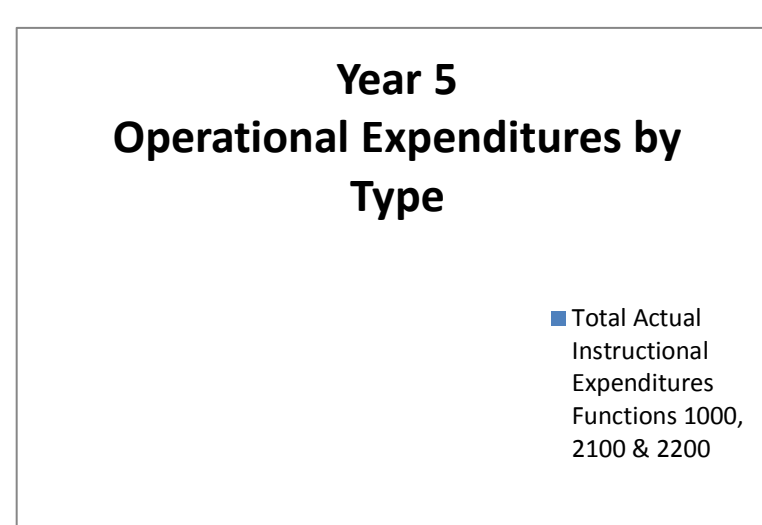 Year 5
Operational Expenditures by
Type
Total Actual
Instructional
Expenditures
Functions 1000,
2100 & 2200